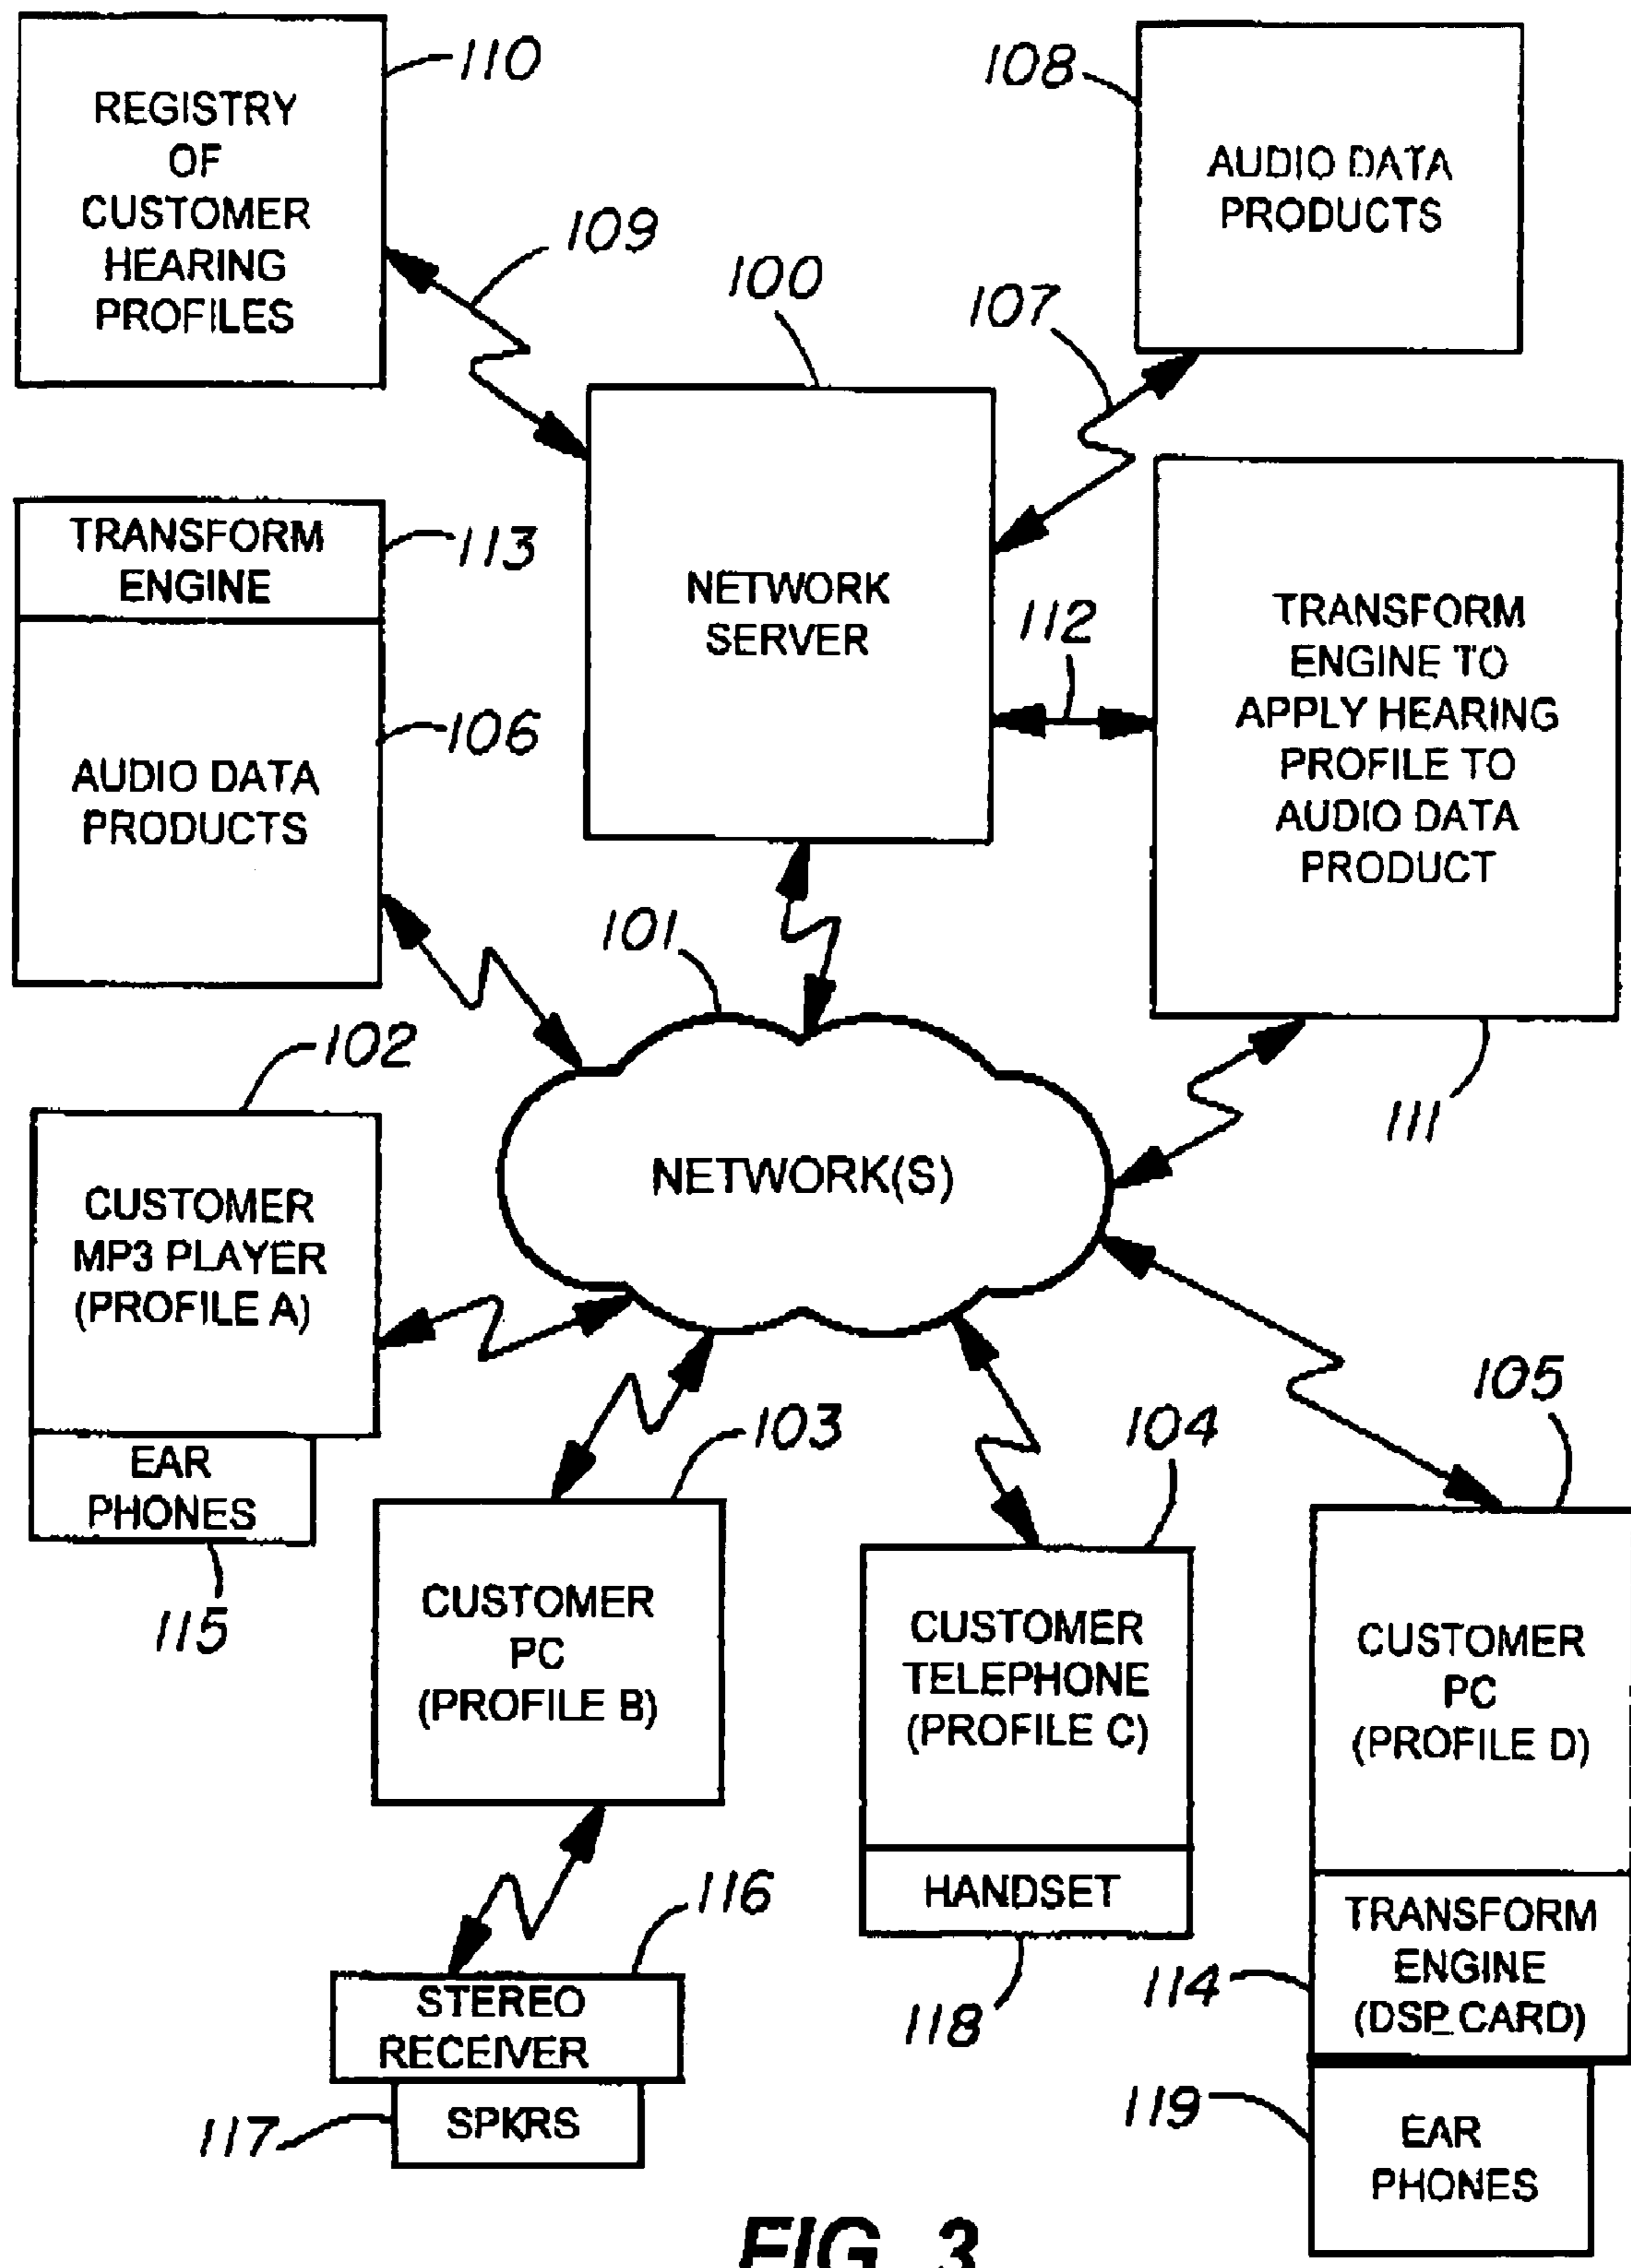 110
REGISTRY
OF
CUSTOMER
HEARING
PROFILES
108
AUDIO DATA
PRODUCTS
109
100
107
NETWORK
SERVER
TRANSFORM
ENGINE
113
106
AUDIO DATA
PRODUCTS
112
TRANSFORM
ENGINE TO
APPLY HEARING
PROFILE TO
AUDIO DATA
PRODUCT
111
101
NETWORK(S)
102
CUSTOMER
MP3 PLAYER
(PROFILE A)
EAR
PHONES
115
103
CUSTOMER
PC
(PROFILE B)
116
STEREO
RECEIVER
117
SPKRS
104
CUSTOMER
TELEPHONE
(PROFILE C)
HANDSET
118
105
CUSTOMER
PC
(PROFILE D)
114
TRANSFORM
ENGINE
(DSP CARD)
119
EAR
PHONES
FIG. 3